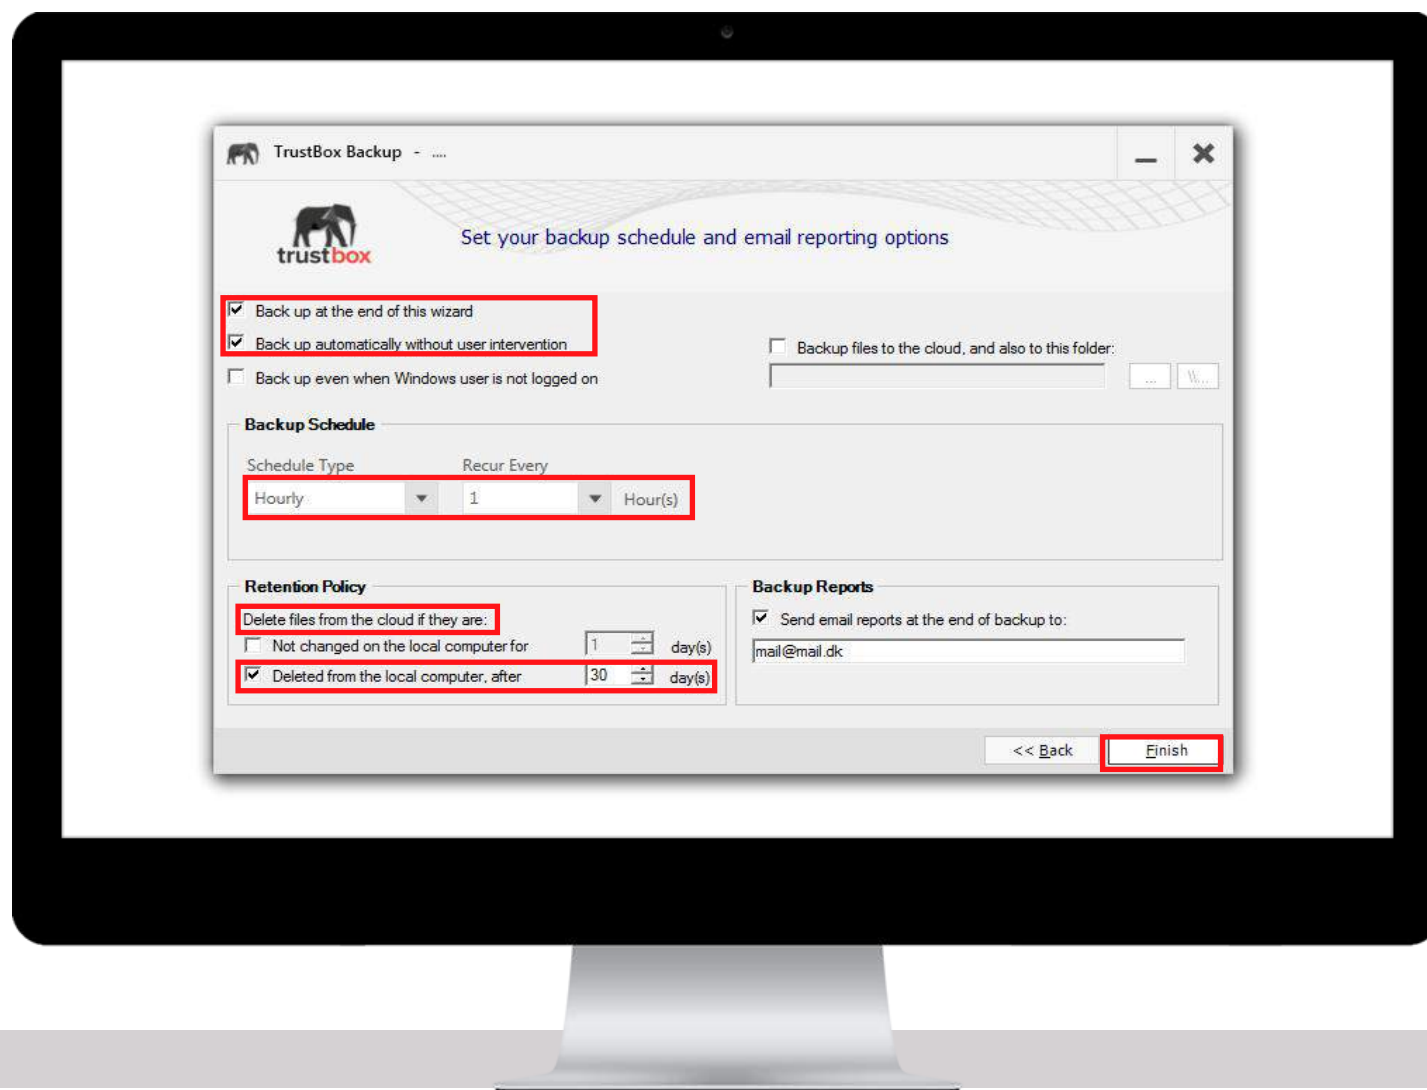 TrustBox Backup - ....
trustbox
Set your backup schedule and email reporting options
Back up at the end of this wizard
Back up automatically without user intervention
Back up even when Windows user is not logged on
Backup files to the cloud, and also to this folder:
... \\...
Backup Schedule
Schedule Type Recur Every
Hourly 1 Hour(s)
Retention Policy
Delete files from the cloud if they are:
Not changed on the local computer for 1 day(s)
Deleted from the local computer, after 30 day(s)
Backup Reports
Send email reports at the end of backup to:
mail@mail.dk
<< Back Finish